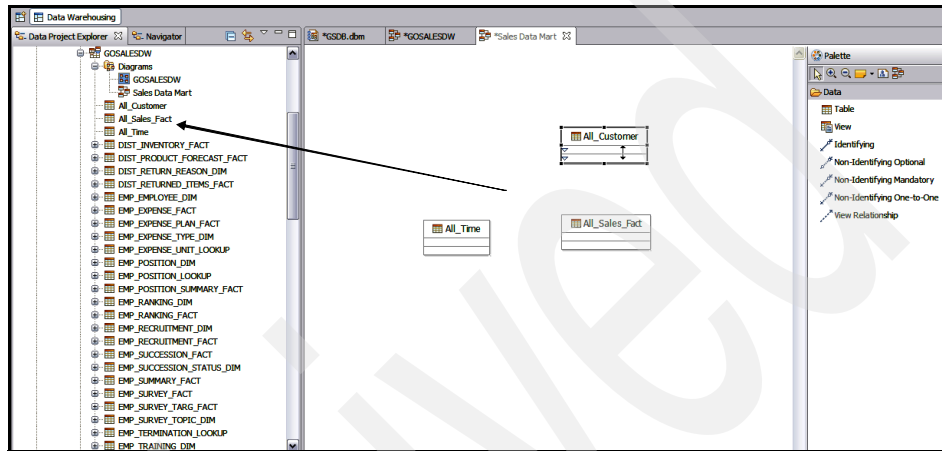 Data Warehousing
Data Project Explorer Navigator
*GSDB.dbm *GOSALESDW *Sales Data Mart
GOSALESDW
Diagrams
GOSALESDW
Sales Data Mart
All_Customer
All_Sales_Fact
All_Time
DIST_INVENTORY_FACT
DIST_PRODUCT_FORECAST_FACT
DIST_RETURN_REASON_DIM
DIST_RETURNED_ITEMS_FACT
EMP_EMPLOYEE_DIM
EMP_EXPENSE_FACT
EMP_EXPENSE_PLAN_FACT
EMP_EXPENSE_TYPE_DIM
EMP_EXPENSE_UNIT_LOOKUP
EMP_POSITION_DIM
EMP_POSITION_LOOKUP
EMP_POSITION_SUMMARY_FACT
EMP_RANKING_DIM
EMP_RANKING_FACT
EMP_RECRUITMENT_DIM
EMP_RECRUITMENT_FACT
EMP_SUCCESSION_FACT
EMP_SUCCESSION_STATUS_DIM
EMP_SUMMARY_FACT
EMP_SURVEY_FACT
EMP_SURVEY_TARG_FACT
EMP_SURVEY_TOPIC_DIM
EMP_TERMINATION_LOOKUP
EMP_TRAINING_DIM
All_Customer
All_Time
All_Sales_Fact
Palette
Data
Table
View
Identifying
Non-Identifying Optional
Non-Identifying Mandatory
Non-Identifying One-to-One
View Relationship